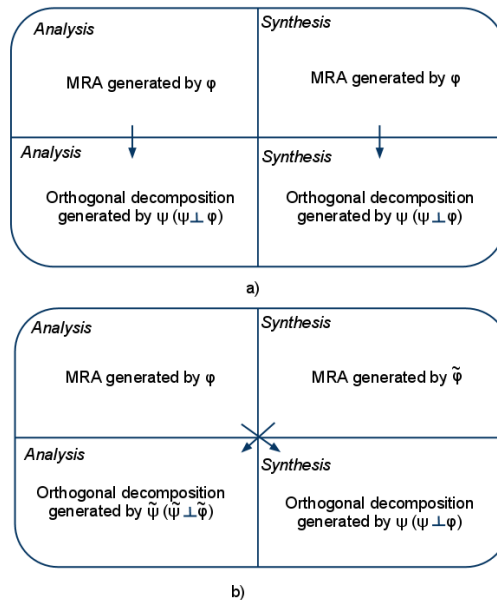 Analysis
Synthesis
MRA generated by φ
MRA generated by φ
Analysis
Synthesis
Orthogonal decomposition
generated by ψ (ψ⊥φ)
Orthogonal decomposition
generated by ψ (ψ⊥φ)
a)
Analysis
Synthesis
MRA generated by φ
MRA generated by φ̃
Analysis
Synthesis
Orthogonal decomposition
generated by ψ̃ (ψ̃ ⊥φ̃)
Orthogonal decomposition
generated by ψ (ψ⊥φ)
b)